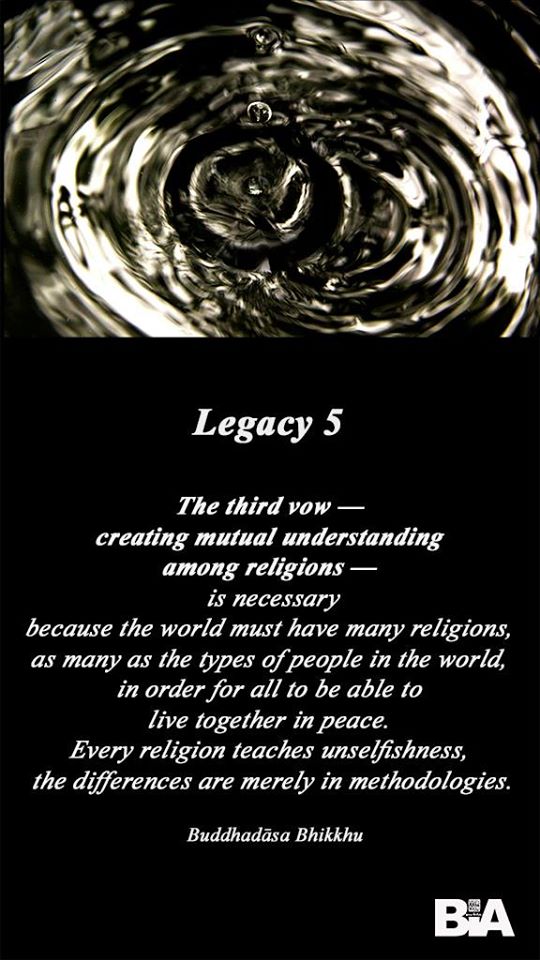 Legacy 5
The third vow —
creating mutual understanding
among religions —
is necessary
because the world must have many religions,
as many as the types of people in the world,
in order for all to be able to
live together in peace.
Every religion teaches unselfishness,
the differences are merely in methodologies.
Buddhadāsa Bhikkhu
BIA